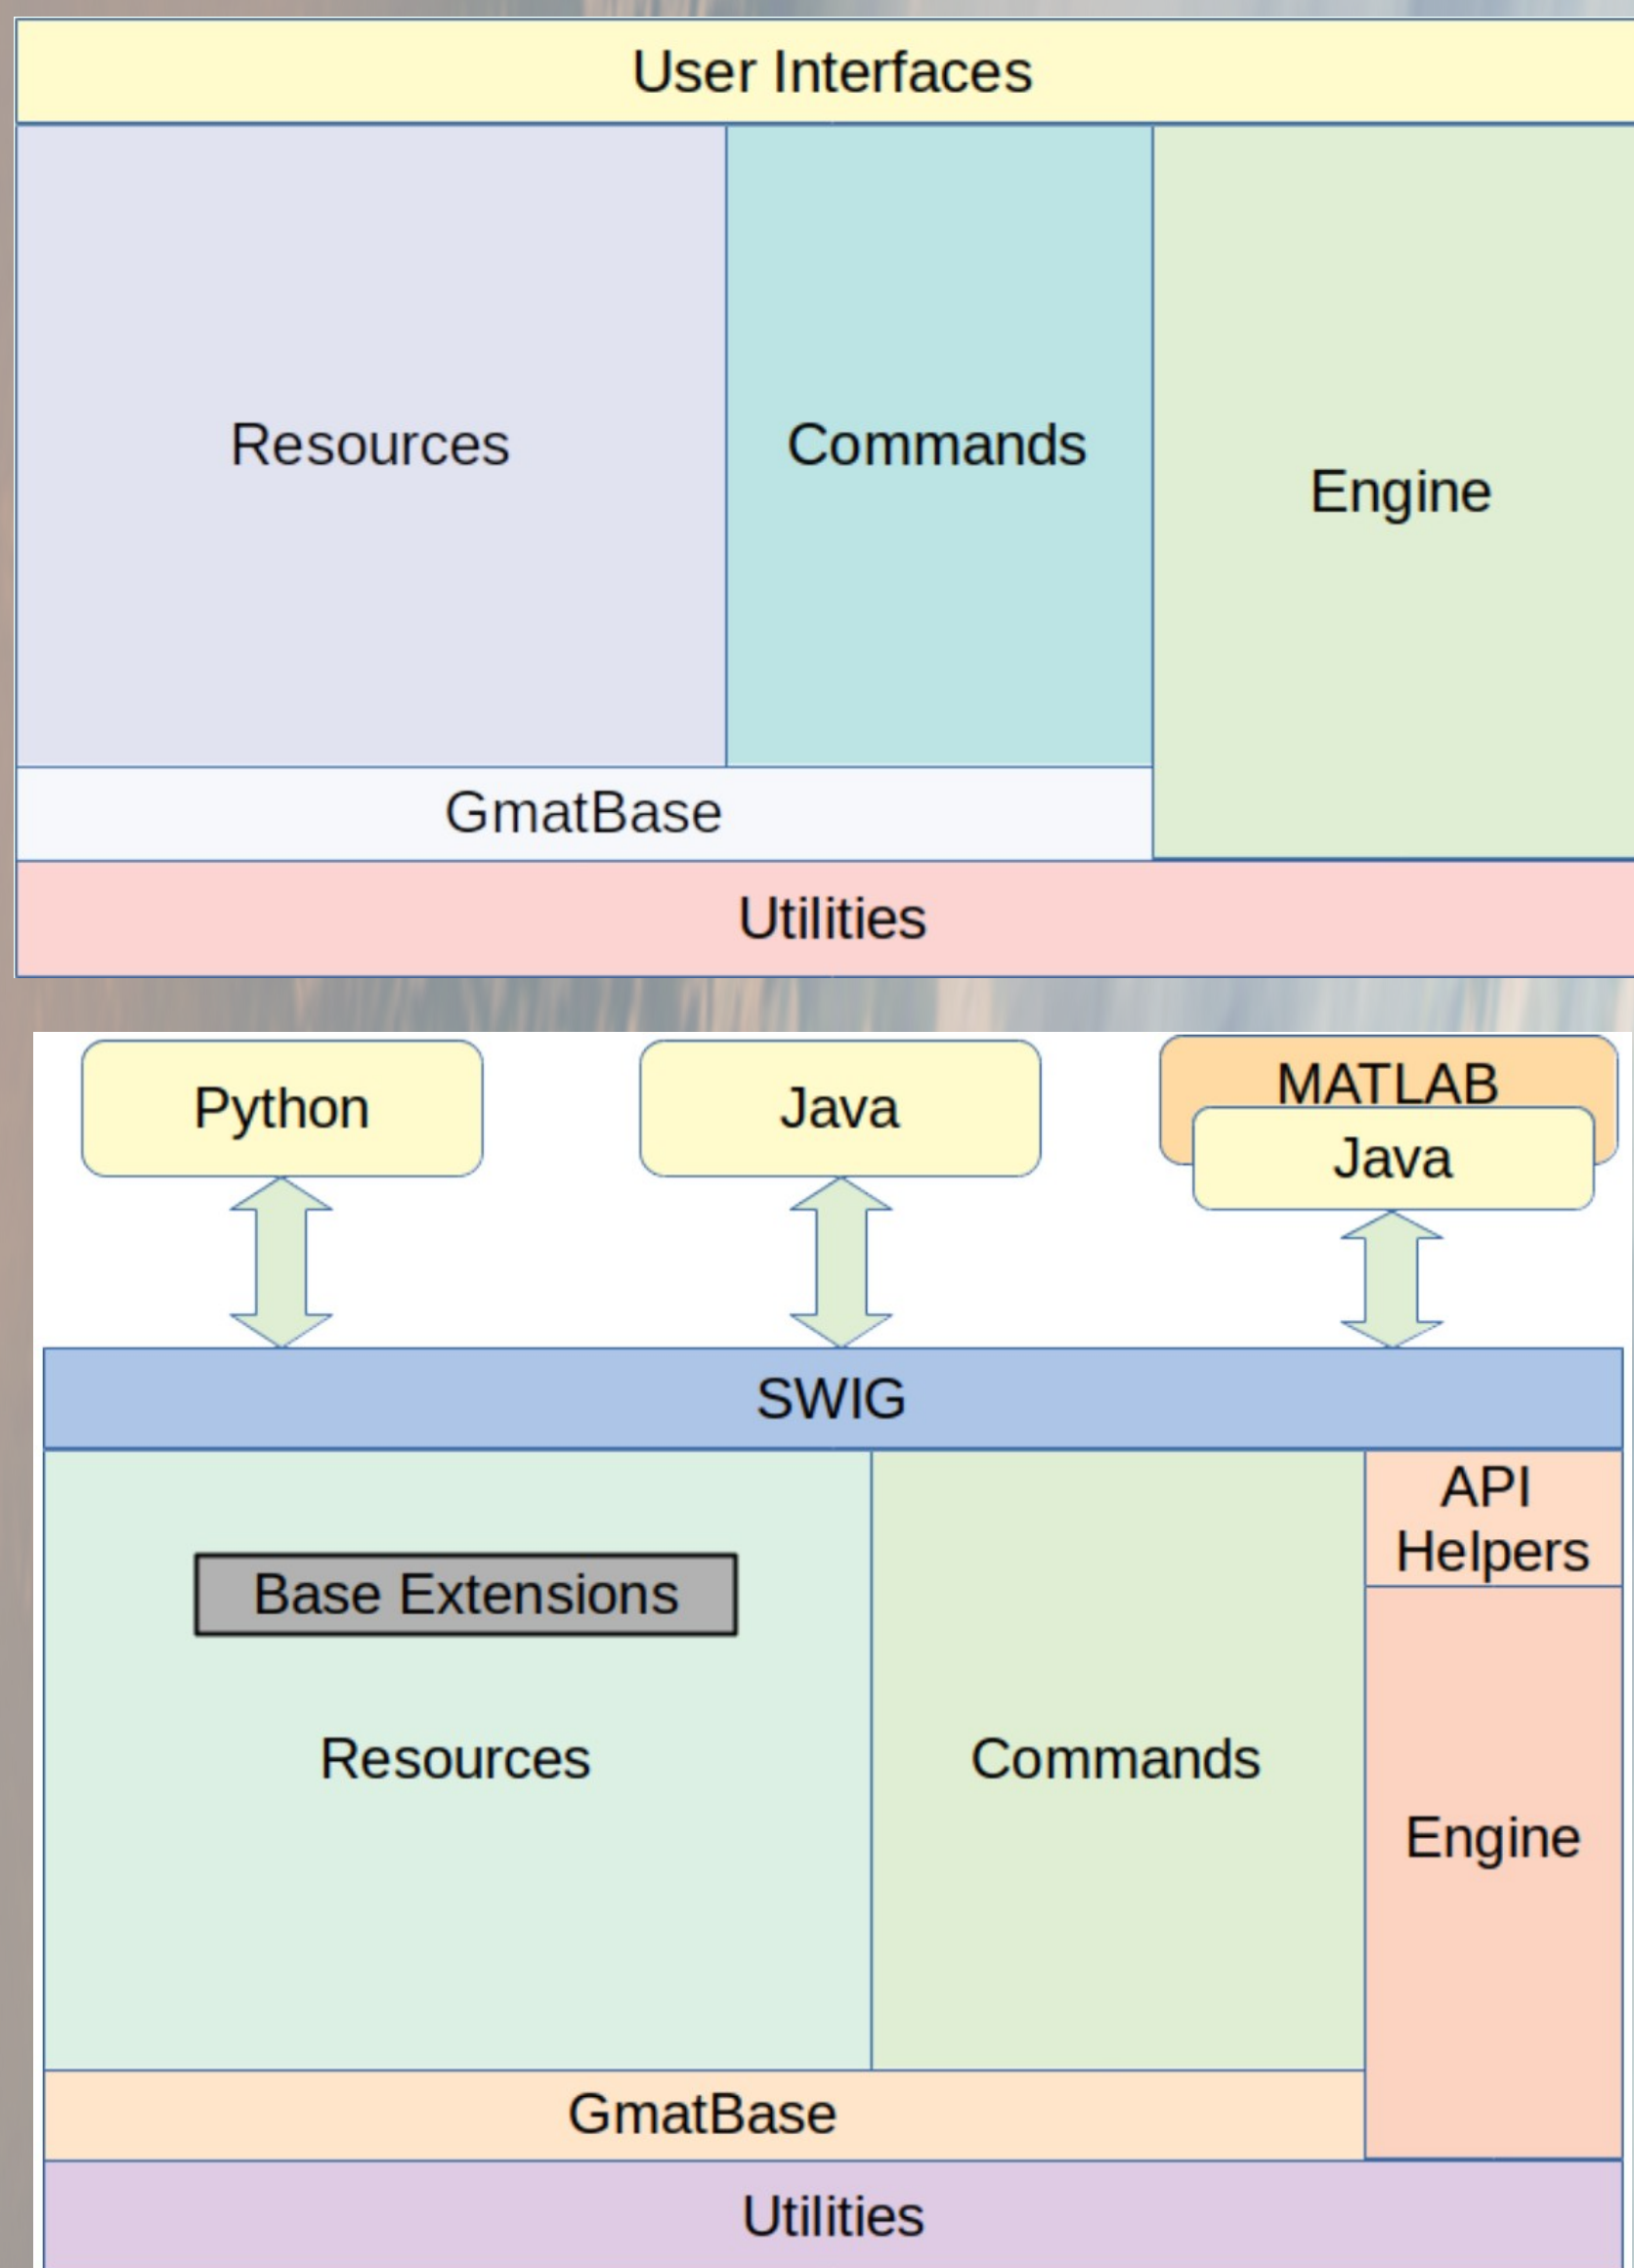 User Interfaces
Resources
Commands
Engine
GmatBase
Utilities
Python
Java
MATLAB
Java
SWIG
API
Helpers
Base Extensions
Resources
Commands
Engine
GmatBase
Utilities